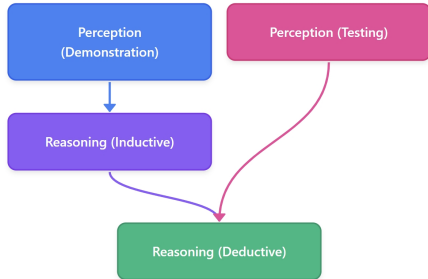 Perception
(Demonstration)
Perception (Testing)
Reasoning (Inductive)
Reasoning (Deductive)